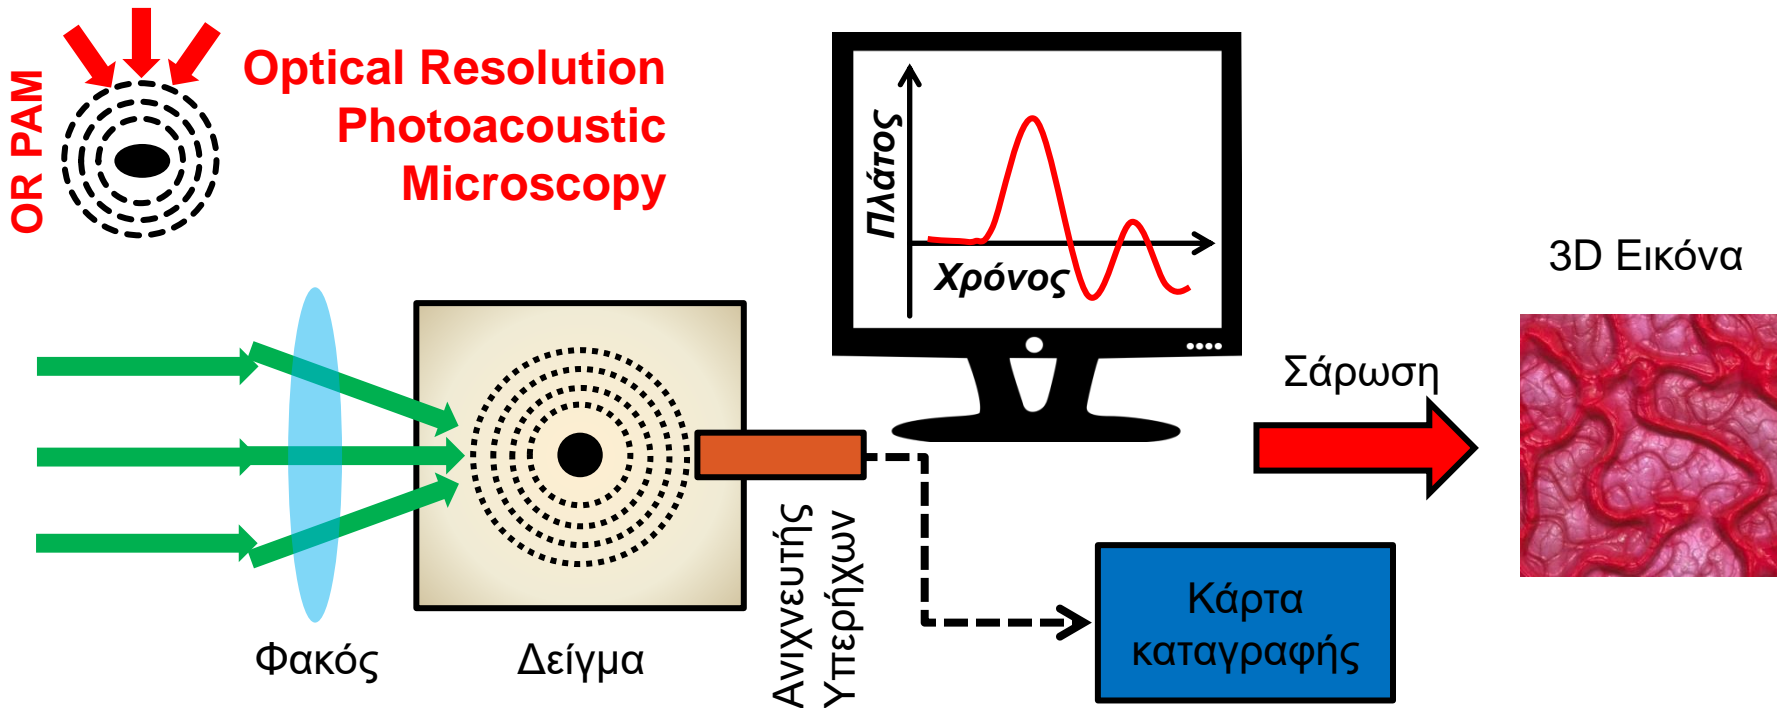 OR PAM
Optical Resolution
Photoacoustic
Microscopy
Πλάτος
Χρόνος
3D Εικόνα
Σάρωση
Φακός
Δείγμα
Ανιχνευτής
Υπερήχων
Κάρτα
καταγραφής